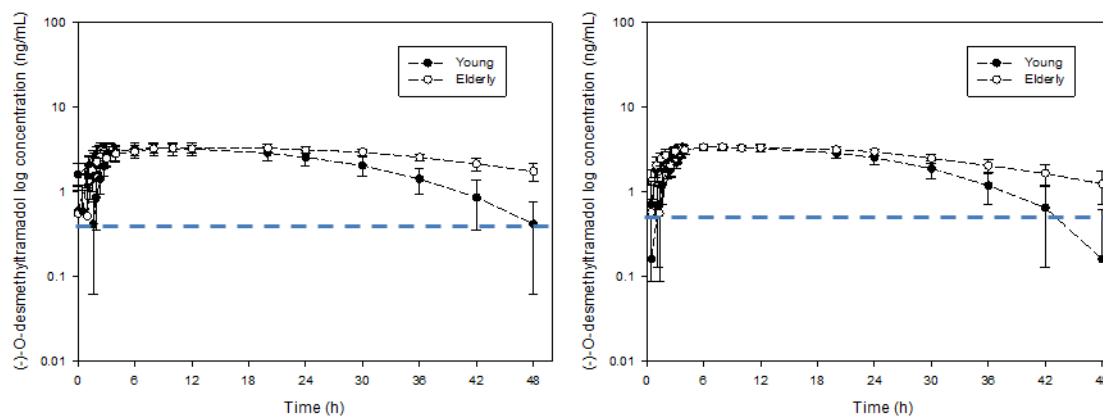 (-)-O-desmethyltramadol log concentration (ng/mL)
100
10
1
0.1
0.01
Young
Elderly
0 6 12 18 24 30 36 42 48
Time (h)
(-)-O-desmethyltramadol log concentration (ng/mL)
100
10
1
0.1
0.01
Young
Elderly
0 6 12 18 24 30 36 42 48
Time (h)